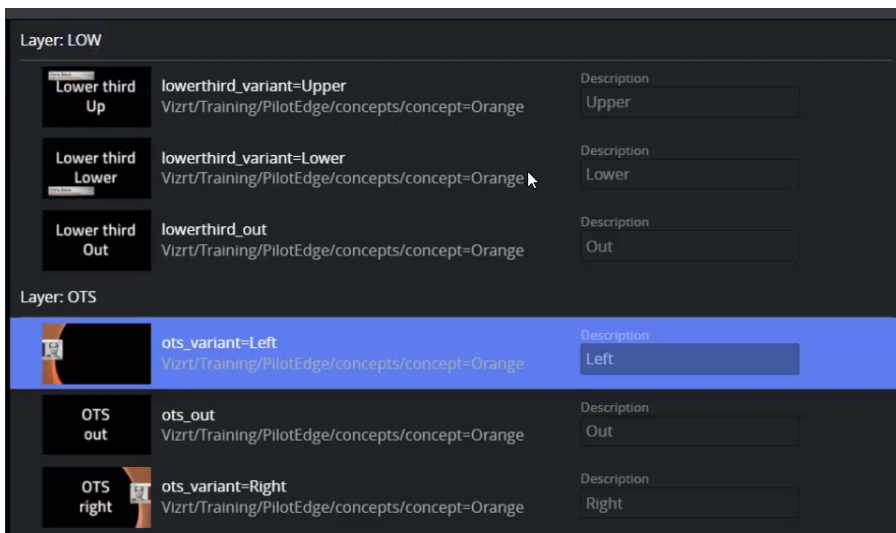 Layer: LOW
Lower third
Up
lowerthird_variant=Upper
Vizrt/Training/PilotEdge/concepts/concept=Orange
Description
Upper
Lower third
Lower
lowerthird_variant=Lower
Vizrt/Training/PilotEdge/concepts/concept=Orange
Description
Lower
Lower third
Out
lowerthird_out
Vizrt/Training/PilotEdge/concepts/concept=Orange
Description
Out
Layer: OTS
ots_variant=Left
Vizrt/Training/PilotEdge/concepts/concept=Orange
Description
Left
OTS
out
ots_out
Vizrt/Training/PilotEdge/concepts/concept=Orange
Description
Out
OTS
right
ots_variant=Right
Vizrt/Training/PilotEdge/concepts/concept=Orange
Description
Right